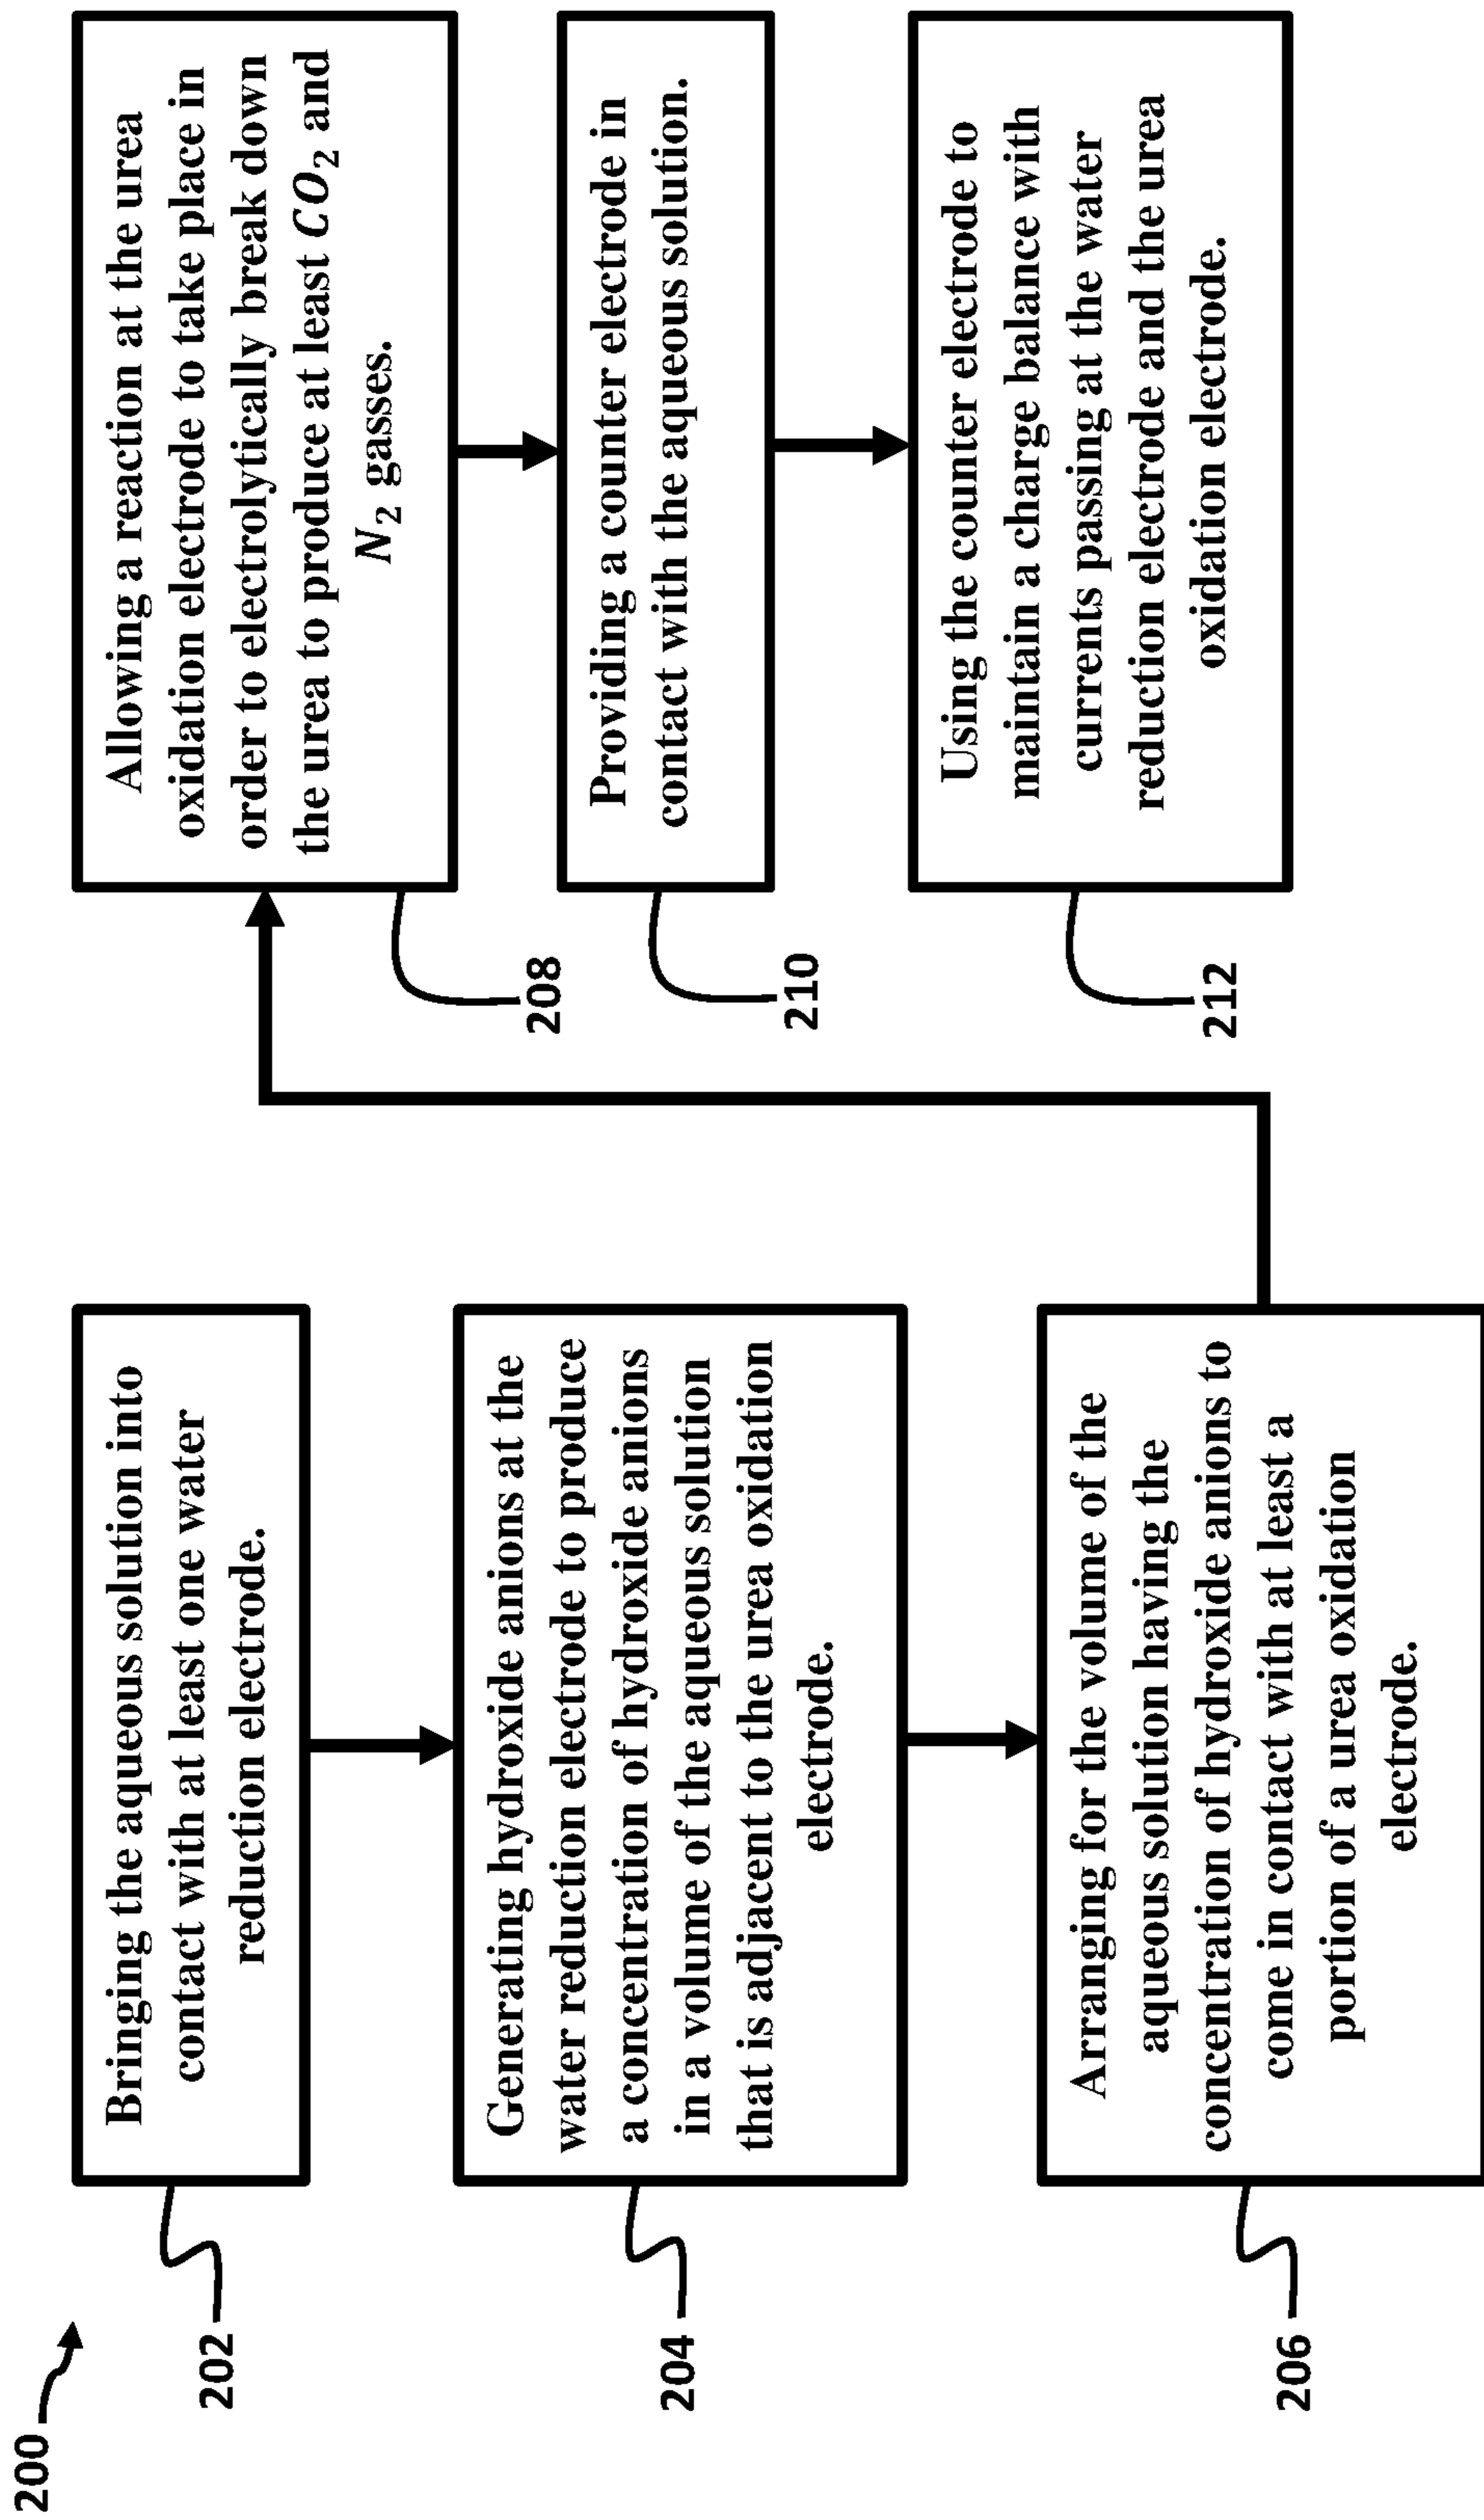 200
202
Bringing the aqueous solution into
contact with at least one water
reduction electrode.
204
Generating hydroxide anions at the
water reduction electrode to produce
a concentration of hydroxide anions
in a volume of the aqueous solution
that is adjacent to the urea oxidation
electrode.
206
Arranging for the volume of the
aqueous solution having the
concentration of hydroxide anions to
come in contact with at least a
portion of a urea oxidation
electrode.
208
Allowing a reaction at the urea
oxidation electrode to take place in
order to electrolytically break down
the urea to produce at least CO₂ and
N₂ gasses.
210
Providing a counter electrode in
contact with the aqueous solution.
212
Using the counter electrode to
maintain a charge balance with
currents passing at the water
reduction electrode and the urea
oxidation electrode.